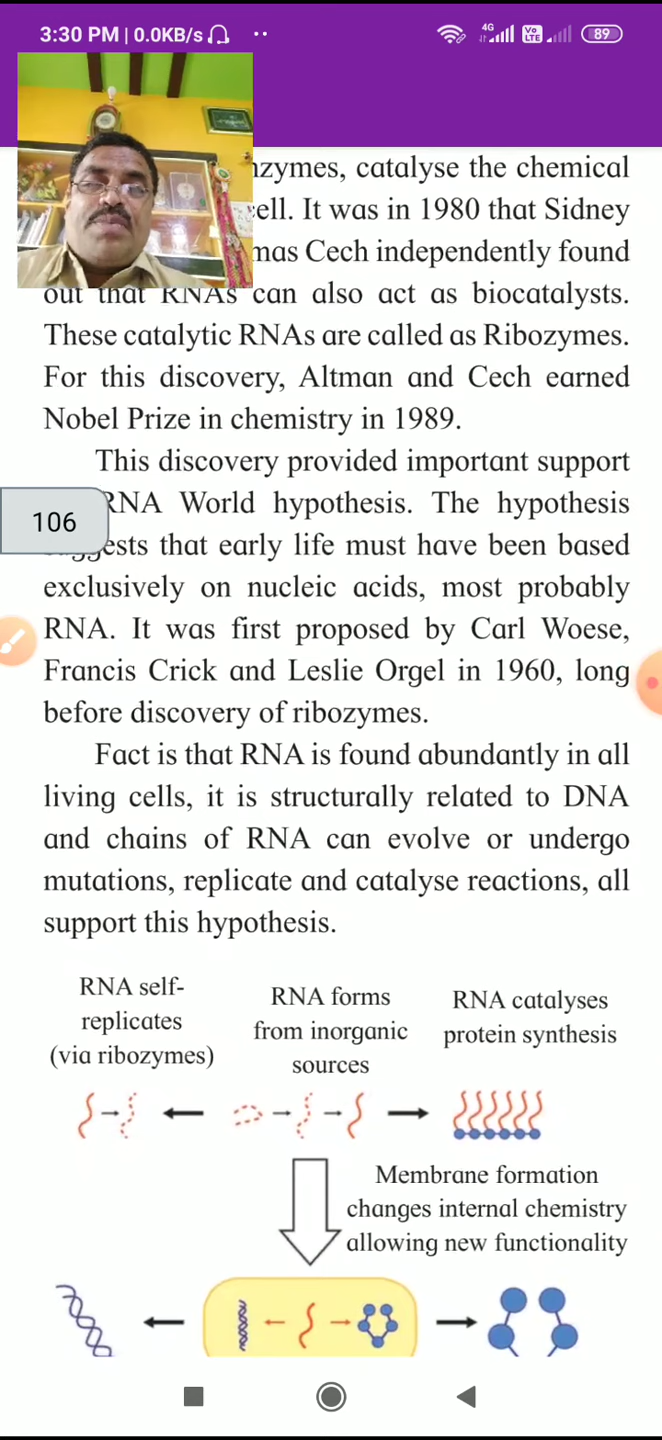 3:30 PM | 0.0KB/s
4G
Vo
LTE
89
nzymes, catalyse the chemical
cell. It was in 1980 that Sidney
mas Cech independently found
out that RNAs can also act as biocatalysts.
These catalytic RNAs are called as Ribozymes.
For this discovery, Altman and Cech earned
Nobel Prize in chemistry in 1989.
This discovery provided important support
RNA World hypothesis. The hypothesis
106
suggests that early life must have been based
exclusively on nucleic acids, most probably
RNA. It was first proposed by Carl Woese,
Francis Crick and Leslie Orgel in 1960, long
before discovery of ribozymes.
Fact is that RNA is found abundantly in all
living cells, it is structurally related to DNA
and chains of RNA can evolve or undergo
mutations, replicate and catalyse reactions, all
support this hypothesis.
RNA self-
replicates
(via ribozymes)
RNA forms
from inorganic
sources
RNA catalyses
protein synthesis
Membrane formation
changes internal chemistry
allowing new functionality